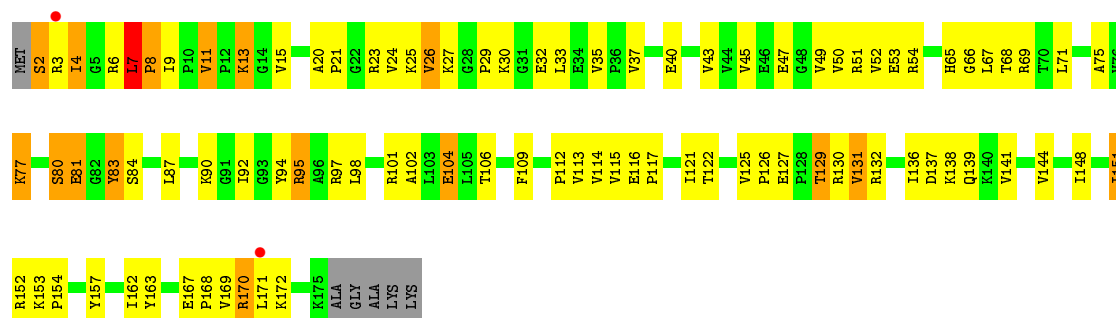 MET S2 R3 I4 G5 R6 L7 P8 I9 P10 V11 P12 K13 G14 V15 A20 P21 G22 R23 V24 K25 V26 K27 G28 P29 K30 G31 E32 L33 E34 V35 P36 V37 E40 V43 V44 V45 E46 E47 G48 V49 V50 R51 V52 E53 R54 H65 G66 L67 T68 R69 T70 L71 A75
K77 S80 E81 G82 Y83 S84 L87 K90 G91 I92 G93 Y94 R95 A96 R97 L98 R101 A102 L103 E104 L105 T106 F109 P112 V113 V114 V115 E116 P117 I121 T122 V125 P126 E127 P128 T129 R130 V131 R132 I136 D137 K138 Q139 K140 V141 V144 I148
R152 K153 P154 Y157 I162 Y163 E167 P168 V169 R170 L171 K172 K175 ALA GLY ALA LYS LYS